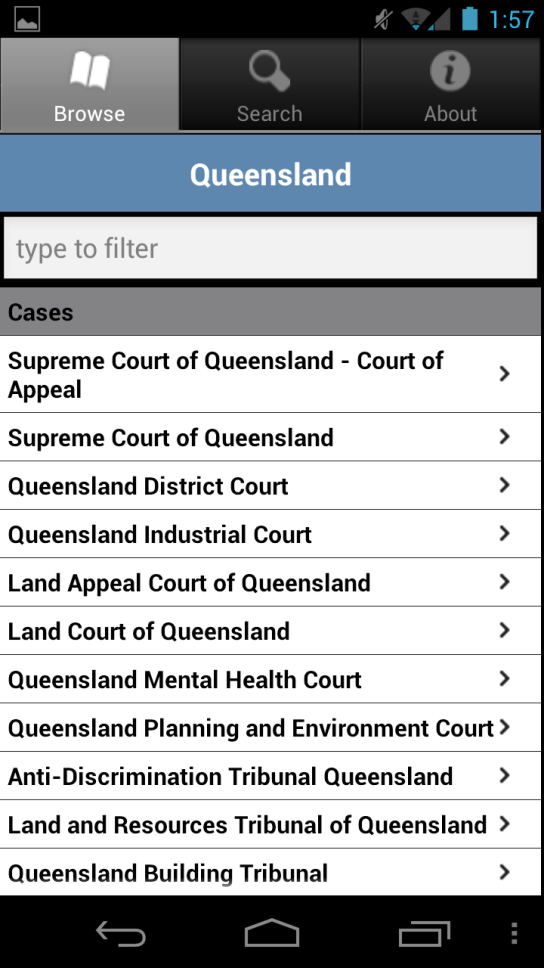 1:57
Browse
Search
About
Queensland
type to filter
Cases
Supreme Court of Queensland - Court of
Appeal
Supreme Court of Queensland
Queensland District Court
Queensland Industrial Court
Land Appeal Court of Queensland
Land Court of Queensland
Queensland Mental Health Court
Queensland Planning and Environment Court
Anti-Discrimination Tribunal Queensland
Land and Resources Tribunal of Queensland
Queensland Building Tribunal